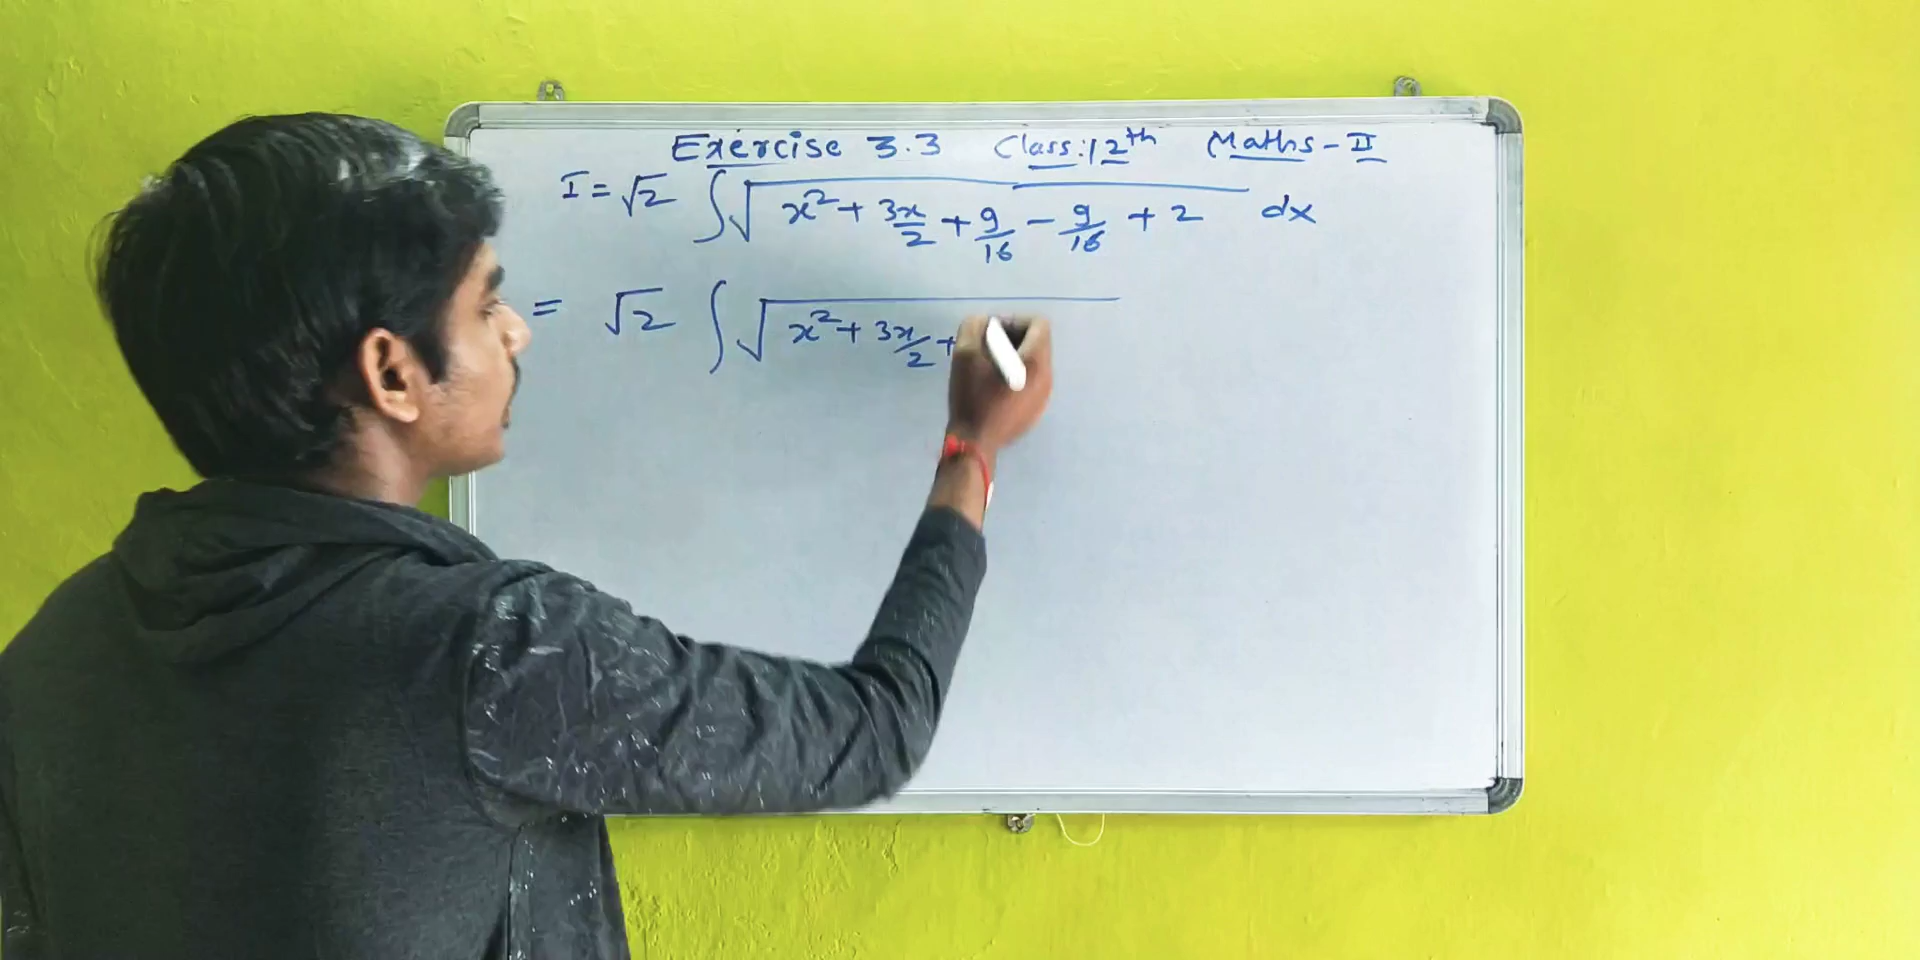 Exercise 3.3 Class:12th Maths-II
I = √2 ∫√ x² + 3x/2 + 9/16 - 9/16 + 2 dx
= √2 ∫√ x² + 3x/2 +